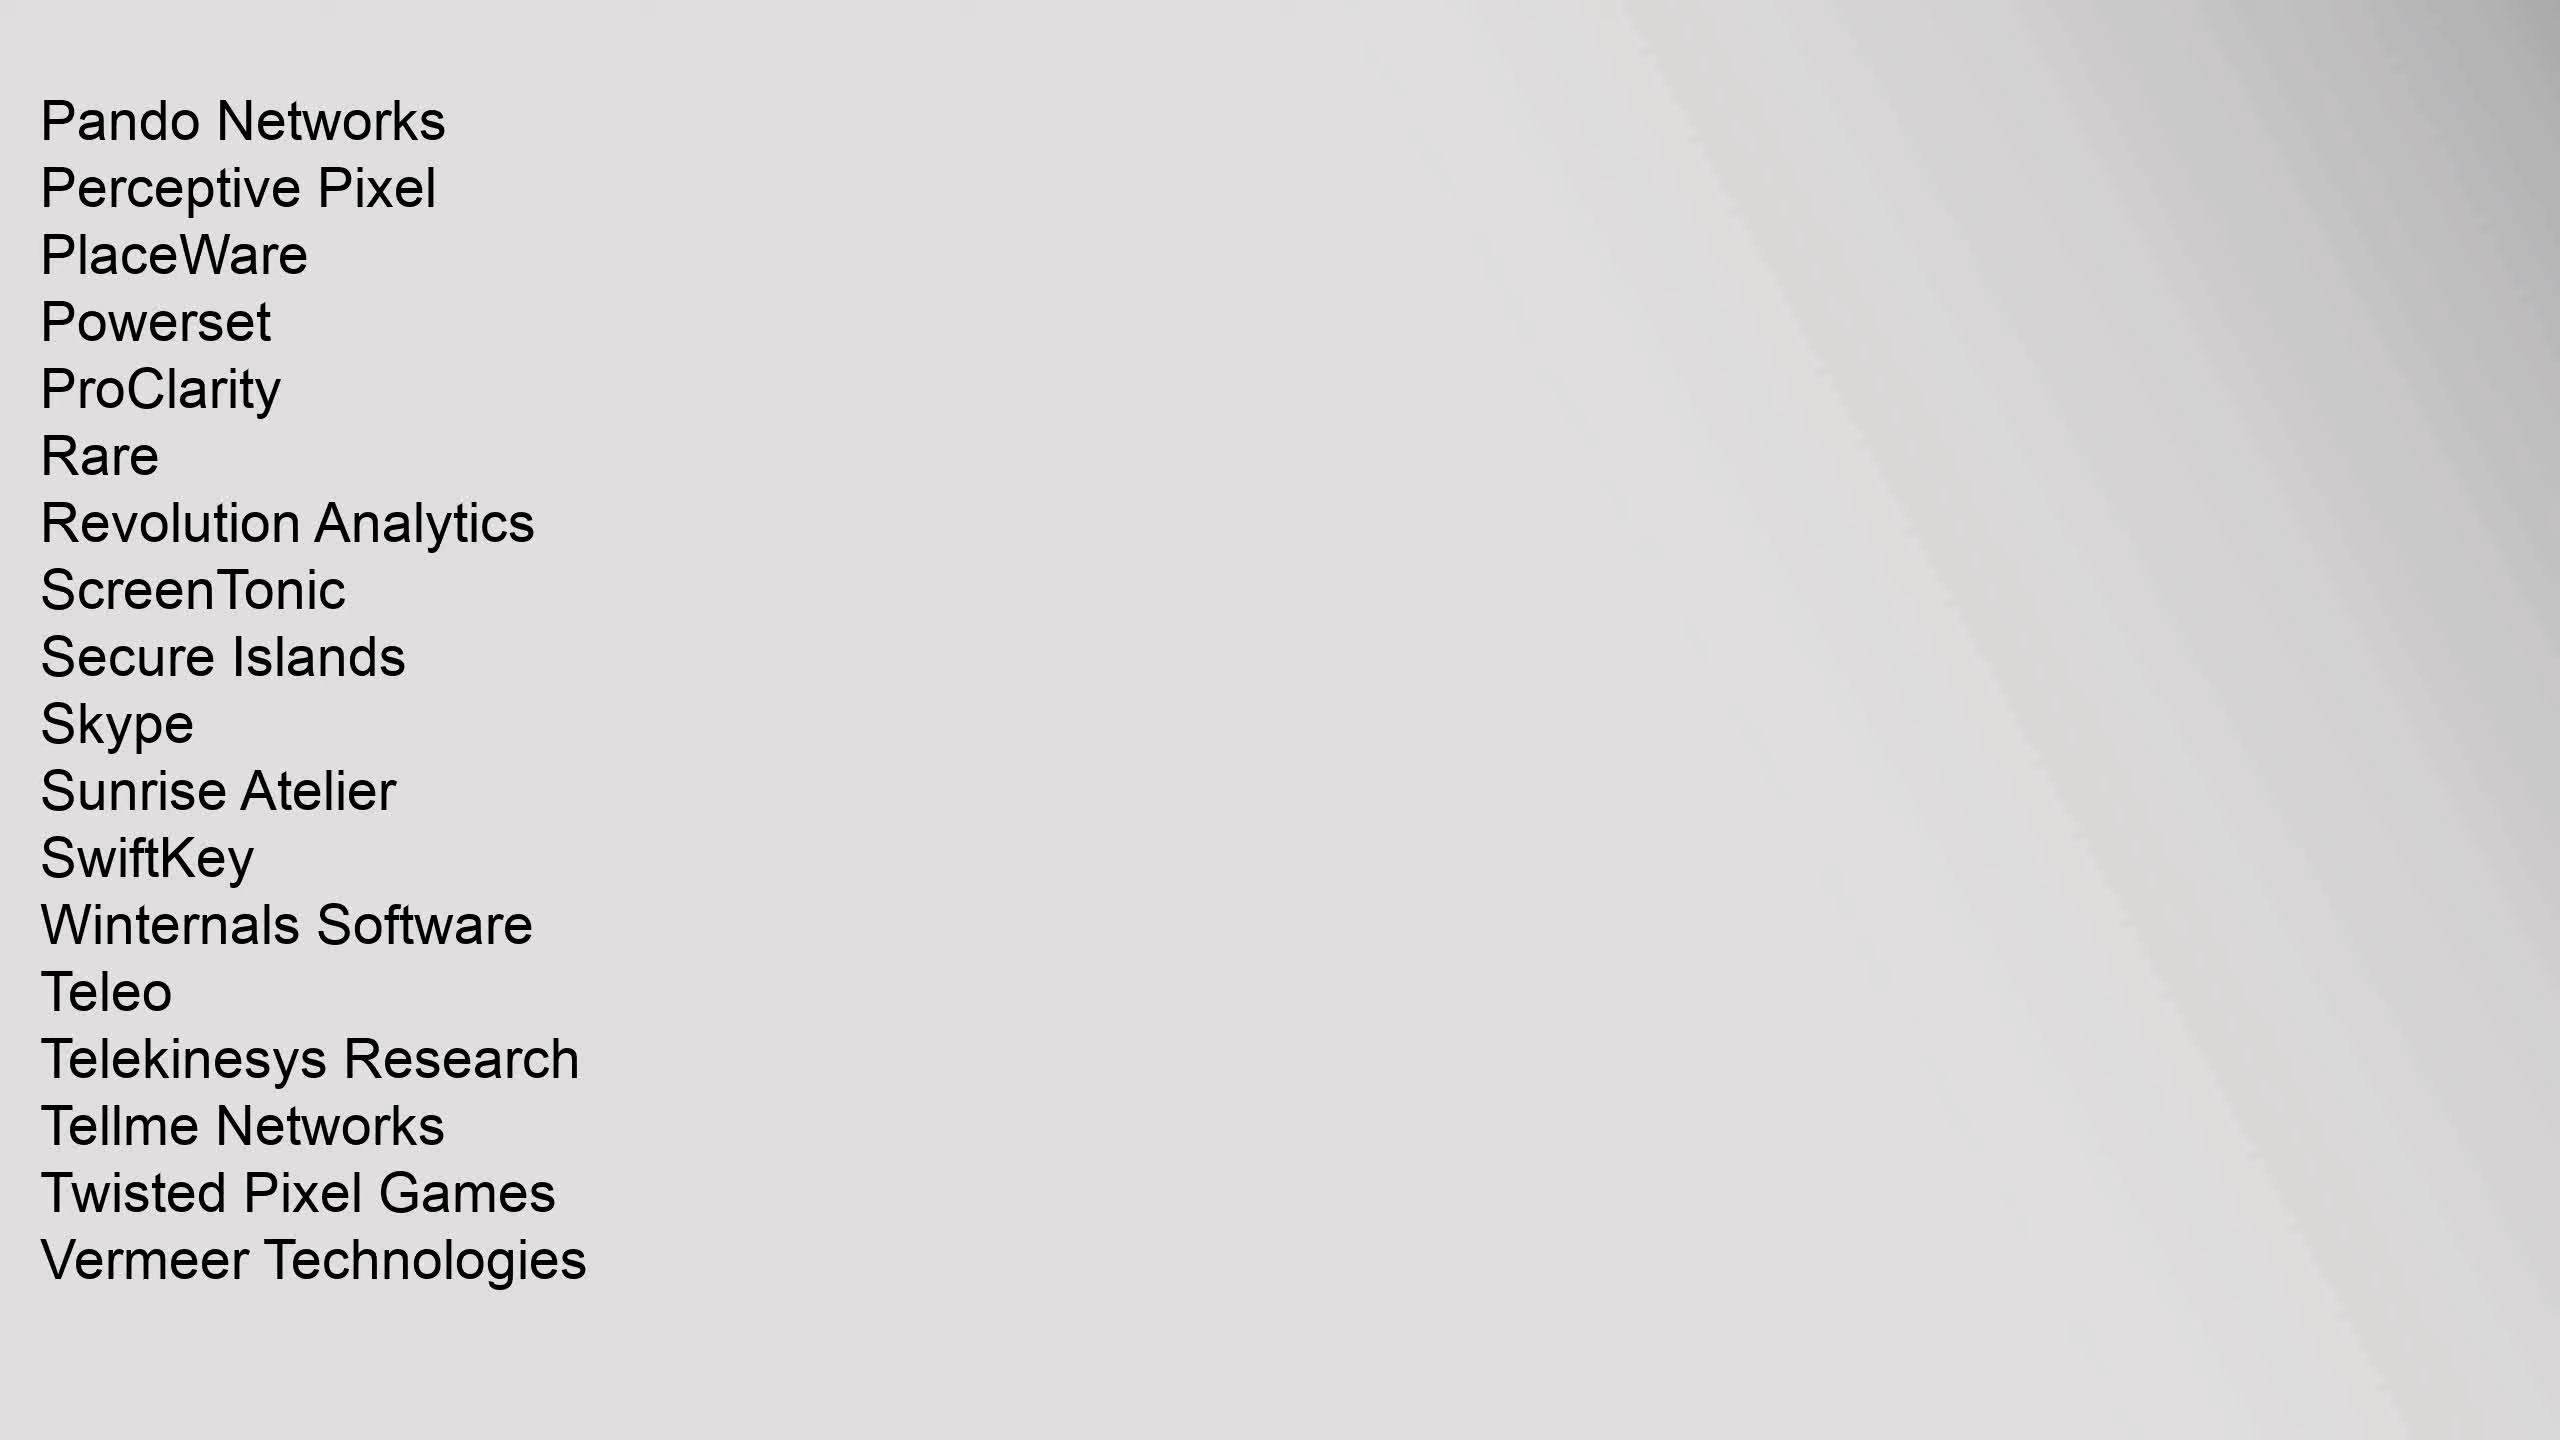 Pando Networks
Perceptive Pixel
PlaceWare
Powerset
ProClarity
Rare
Revolution Analytics
ScreenTonic
Secure Islands
Skype
Sunrise Atelier
SwiftKey
Winternals Software
Teleo
Telekinesys Research
Tellme Networks
Twisted Pixel Games
Vermeer Technologies